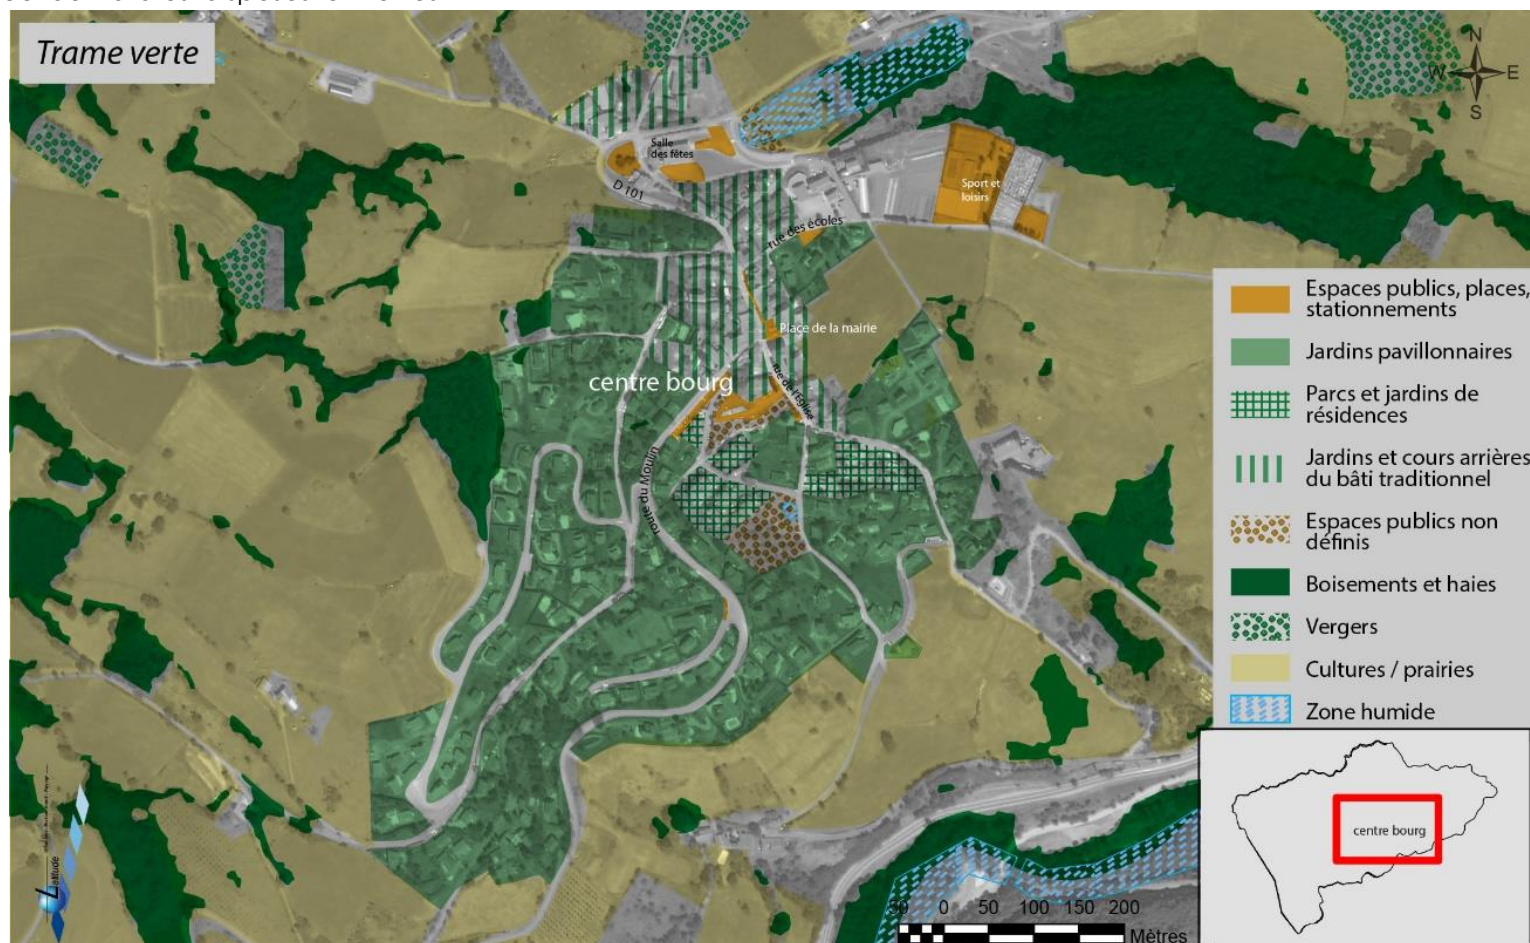 Trame verte
N
W
E
S
Salle
des fêtes
D 101
Sport et
loisirs
rue des écoles
Place de la mairie
centre bourg
rue de l'Eglise
route du Moulin
Espaces publics, places,
stationnements
Jardins pavillonnaires
Parcs et jardins de
résidences
Jardins et cours arrières
du bâti traditionnel
Espaces publics non
définis
Boisements et haies
Vergers
Cultures / prairies
Zone humide
centre bourg
50 0 50 100 150 200
Mètres